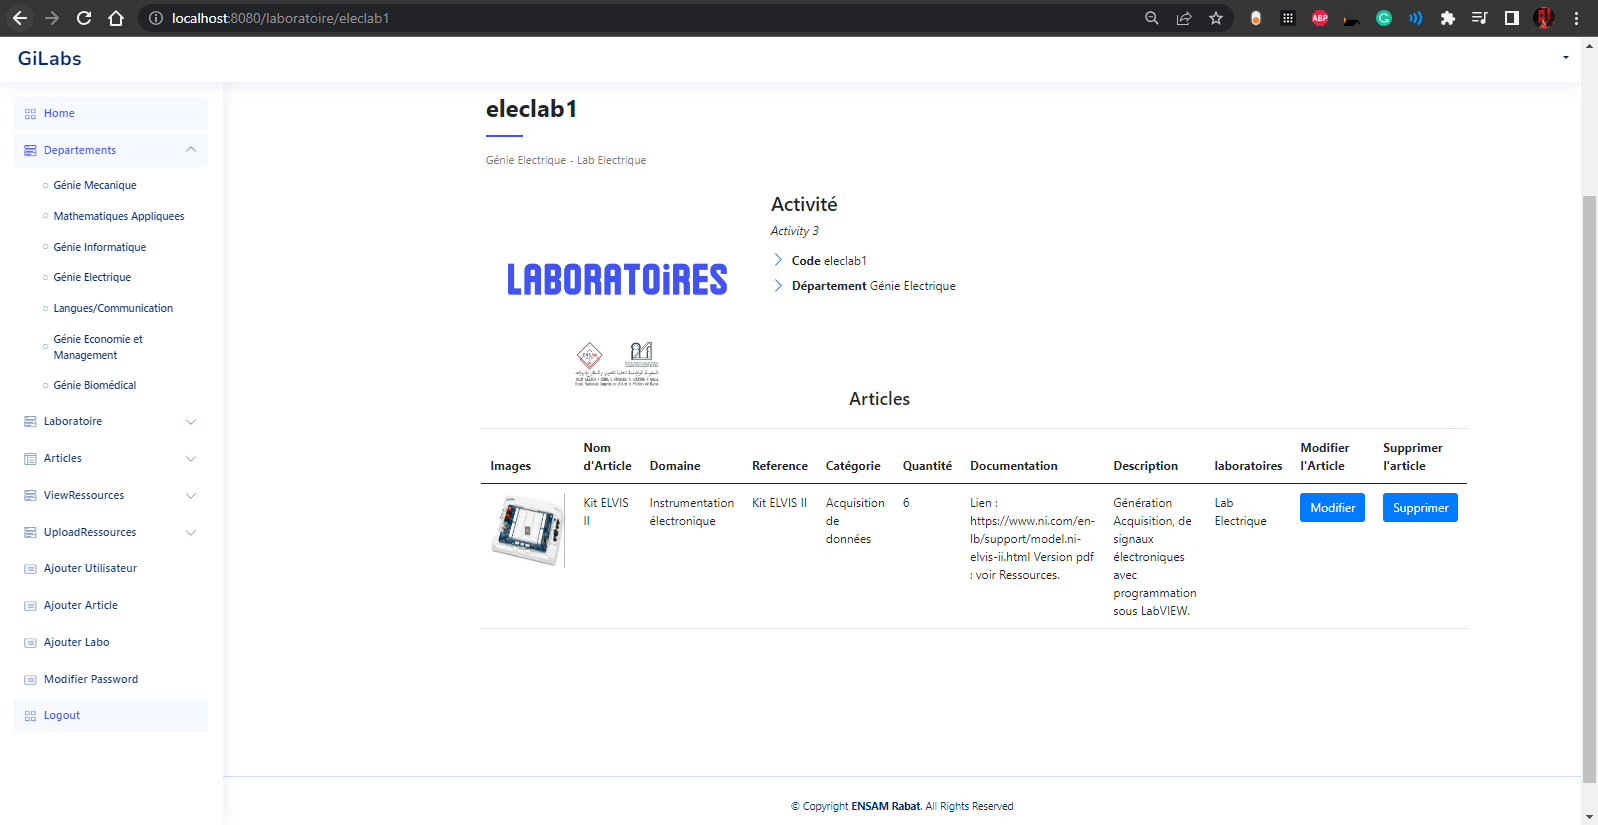 localhost:8080/laboratoire/eleclab1
ABP
GiLabs
Home
Departements
Génie Mecanique
Mathematiques Appliquees
Génie Informatique
Génie Electrique
Langues/Communication
Génie Economie et
Management
Génie Biomédical
Laboratoire
Articles
ViewRessources
UploadRessources
Ajouter Utilisateur
Ajouter Article
Ajouter Labo
Modifier Password
Logout
eleclab1
Génie Electrique - Lab Electrique
LABORATOiRES
Activité
Activity 3
Code eleclab1
Département Génie Electrique
Articles
Images
Nom
d'Article
Domaine
Reference
Catégorie
Quantité
Documentation
Description
laboratoires
Modifier
l'Article
Supprimer
l'article
Kit ELVIS
II
Instrumentation
électronique
Kit ELVIS II
Acquisition
de
données
6
Lien :
https://www.ni.com/en-
lb/support/model.ni-
elvis-ii.html Version pdf
: voir Ressources.
Génération
Acquisition, de
signaux
électroniques
avec
programmation
sous LabVIEW.
Lab
Electrique
Modifier
Supprimer
© Copyright ENSAM Rabat. All Rights Reserved